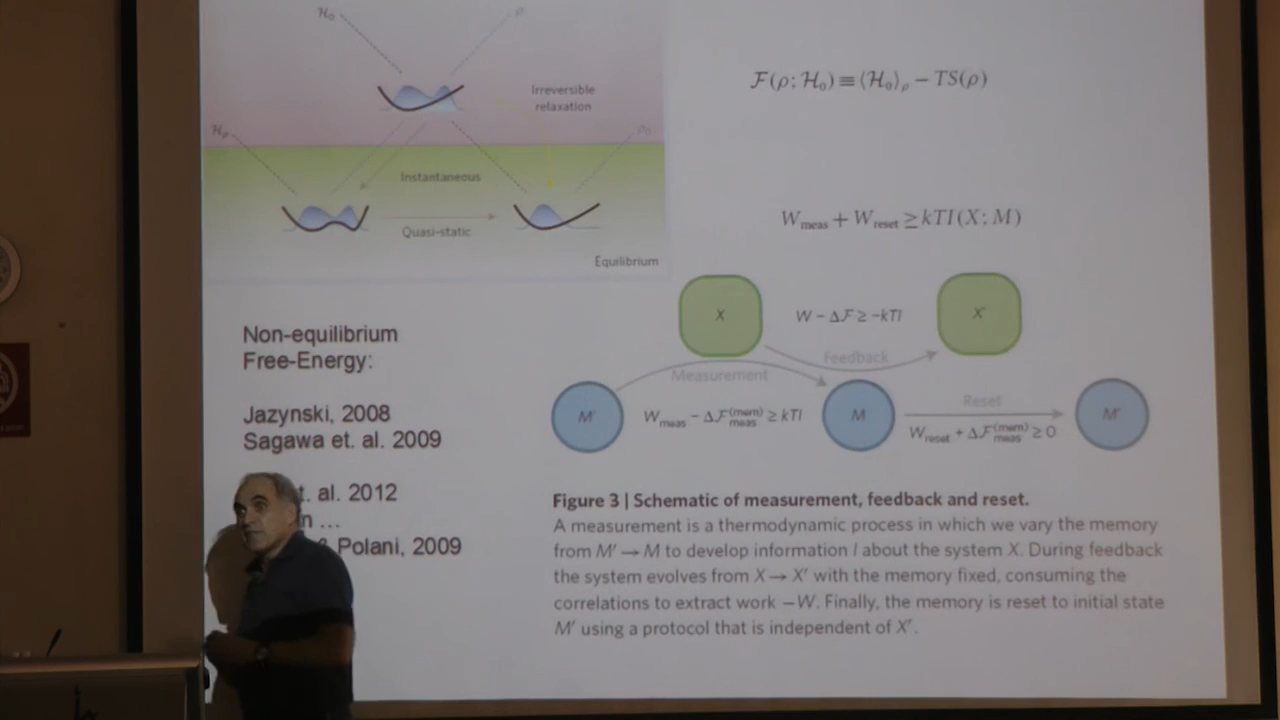 H₀ ρ
Irreversible
relaxation
H_ρ ρ₀
Instantaneous
Quasi-static
Equilibrium
F(ρ; H₀) ≡ ⟨H₀⟩_ρ − TS(ρ)
W_meas + W_reset ≥ kTI(X; M)
Non-equilibrium
Free-Energy:
Jazynski, 2008
Sagawa et. al. 2009
t. al. 2012
n ...
& Polani, 2009
X W − ΔF ≥ −kTI X′
Feedback
Measurement
M′ W_meas − ΔF_meas^(mem) ≥ kTI M Reset M′
W_reset + ΔF_meas^(mem) ≥ 0
Figure 3 | Schematic of measurement, feedback and reset.
A measurement is a thermodynamic process in which we vary the memory
from M′ → M to develop information I about the system X. During feedback
the system evolves from X → X′ with the memory fixed, consuming the
correlations to extract work −W. Finally, the memory is reset to initial state
M′ using a protocol that is independent of X′.